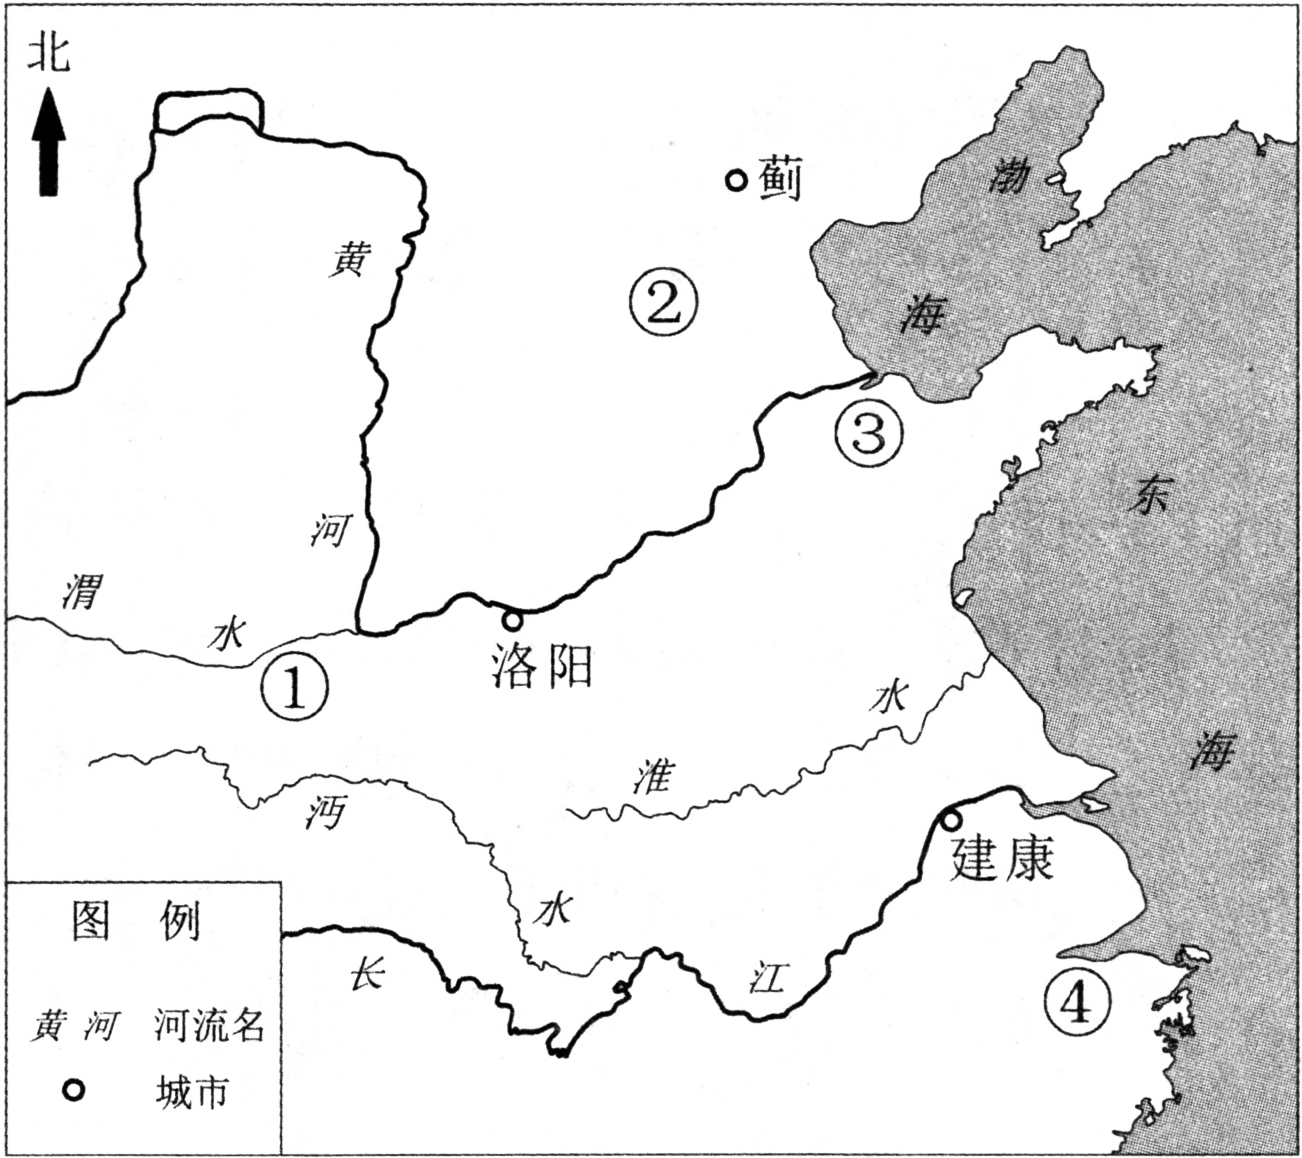 北
蓟
渤
黄
②
海
③
东
河
渭
水
洛阳
①
水
海
淮
沔
建康
水
长
江
④
图 例
黄河 河流名
城市